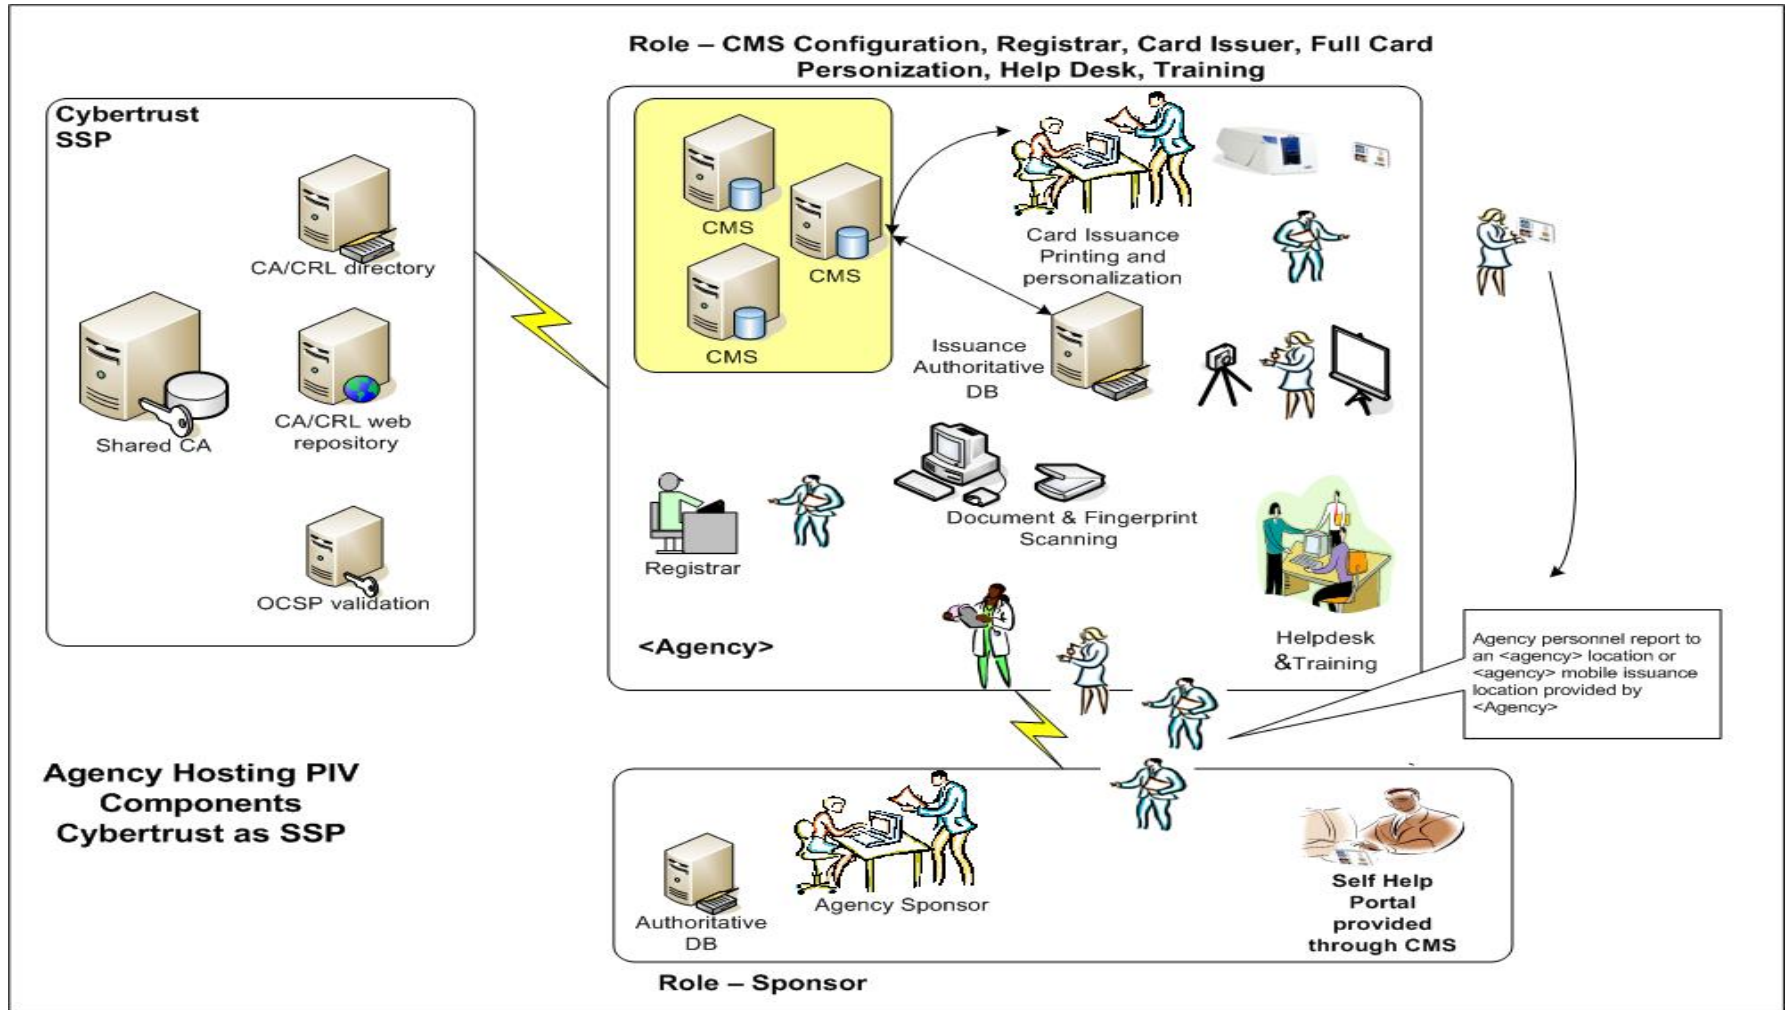 Role – CMS Configuration, Registrar, Card Issuer, Full Card
Personization, Help Desk, Training
Cybertrust
SSP
CA/CRL directory
Shared CA
CA/CRL web
repository
OCSP validation
CMS
CMS
CMS
Card Issuance
Printing and
personalization
Issuance
Authoritative
DB
Document & Fingerprint
Scanning
Registrar
<Agency>
Helpdesk
&Training
Agency personnel report to
an <agency> location or
<agency> mobile issuance
location provided by
<Agency>
Agency Hosting PIV
Components
Cybertrust as SSP
Authoritative
DB
Agency Sponsor
Self Help
Portal
provided
through CMS
Role – Sponsor